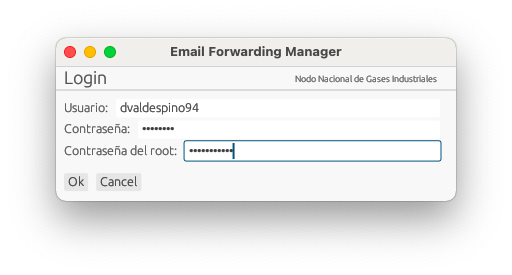 Email Forwarding Manager
Login Nodo Nacional de Gases Industriales
Usuario: dvaldespino94
Contraseña: ••••••••
Contraseña del root: •••••••••••
Ok Cancel